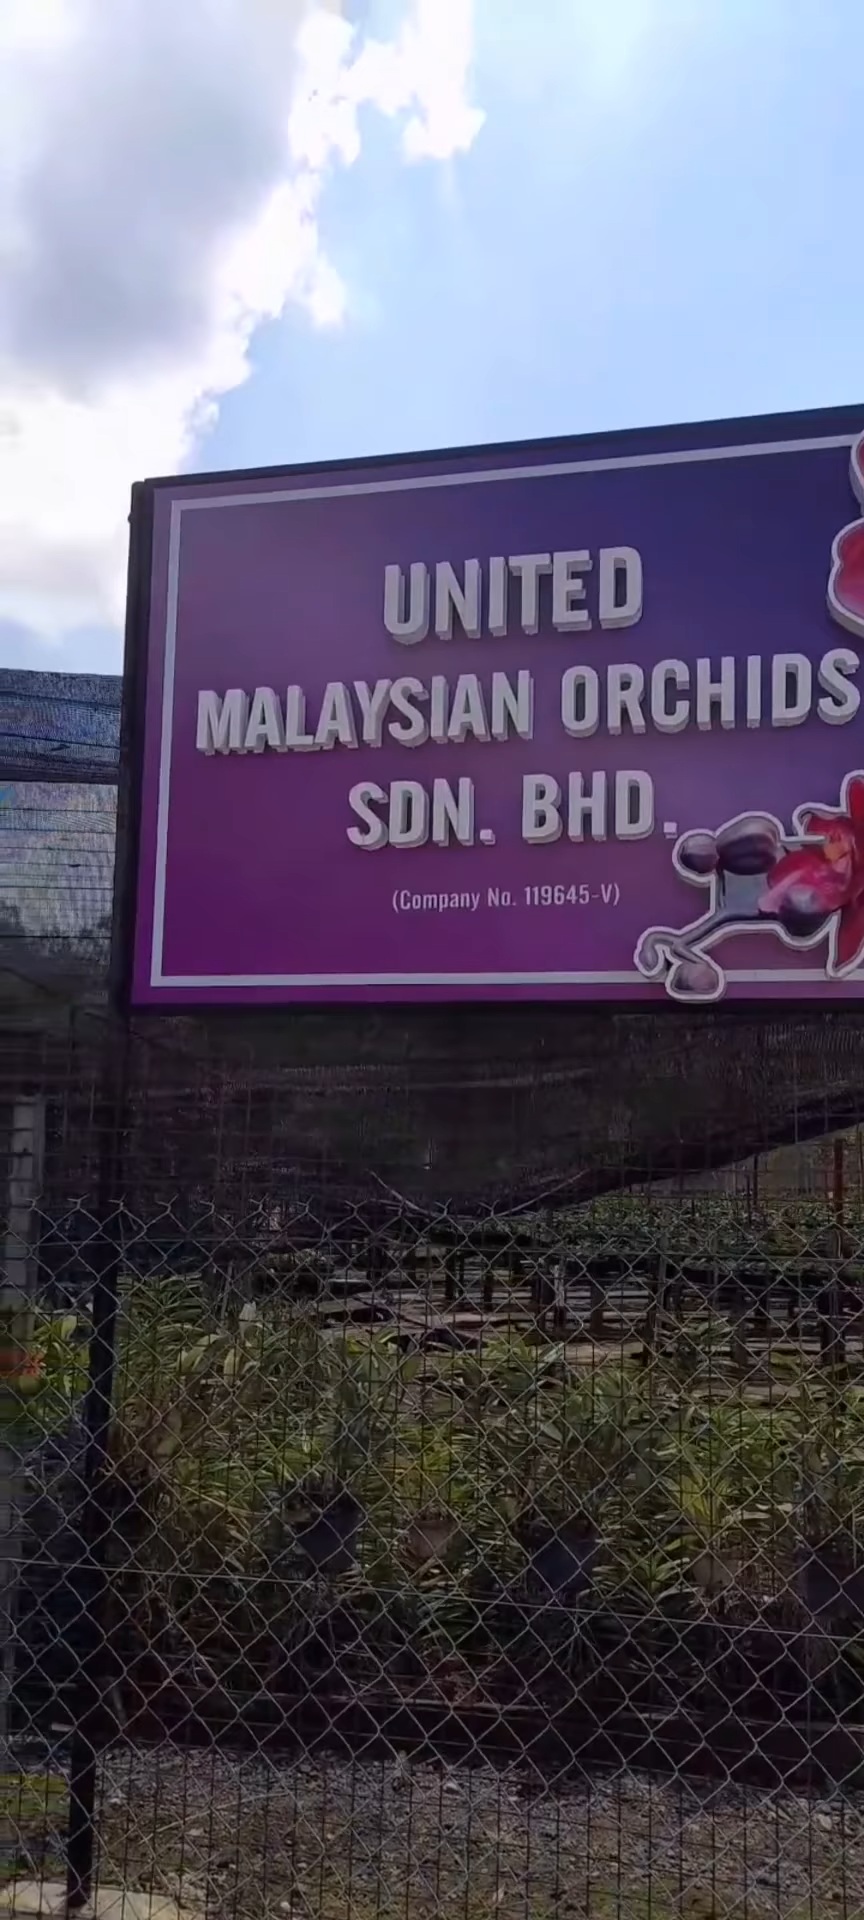 UNITED
MALAYSIAN ORCHIDS
SDN. BHD.
(Company No. 119645-V)